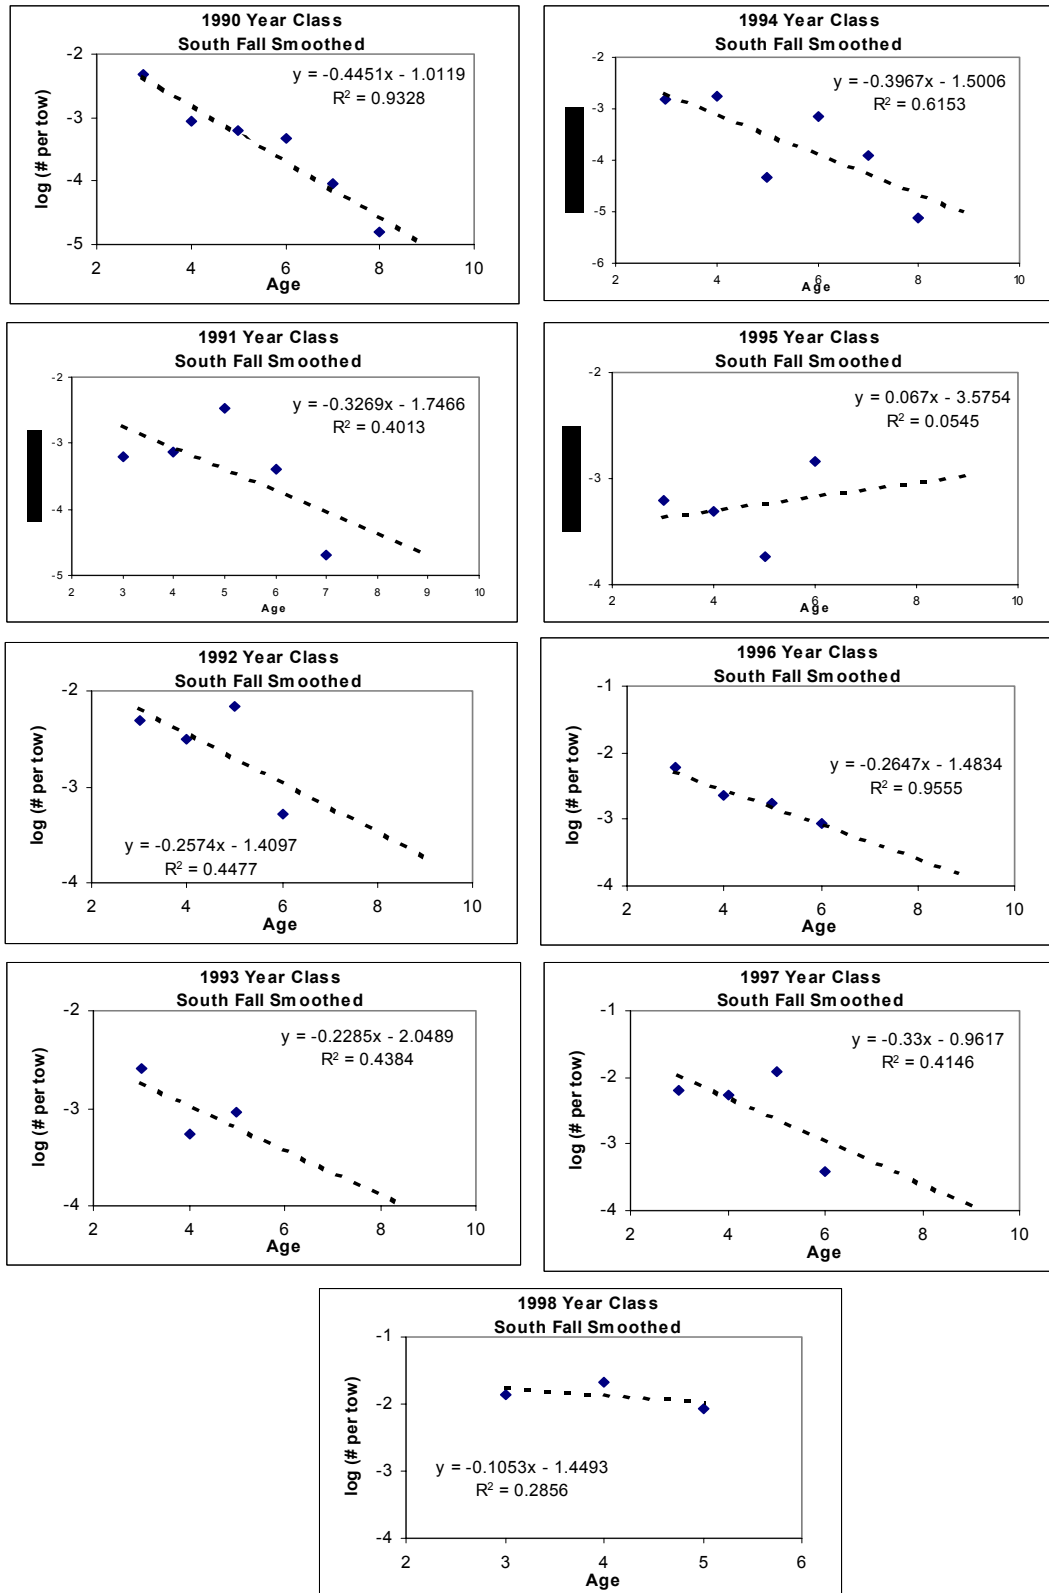 1990 Year Class
South Fall Smoothed
y = -0.4451x - 1.0119
R² = 0.9328
log (# per tow)
-2
-3
-4
-5
2 4 6 8 10
Age
1994 Year Class
South Fall Smoothed
y = -0.3967x - 1.5006
R² = 0.6153
-2
-3
-4
-5
-6
2 4 6 8 10
Age
1991 Year Class
South Fall Smoothed
y = -0.3269x - 1.7466
R² = 0.4013
-2
-3
-4
-5
2 3 4 5 6 7 8 9 10
Age
1995 Year Class
South Fall Smoothed
y = 0.067x - 3.5754
R² = 0.0545
-2
-3
-4
2 4 6 8 10
Age
1992 Year Class
South Fall Smoothed
log (# per tow)
-2
-3
-4
y = -0.2574x - 1.4097
R² = 0.4477
2 4 6 8 10
Age
1996 Year Class
South Fall Smoothed
log (# per tow)
-1
-2
-3
-4
y = -0.2647x - 1.4834
R² = 0.9555
2 4 6 8 10
Age
1993 Year Class
South Fall Smoothed
y = -0.2285x - 2.0489
R² = 0.4384
log (# per tow)
-2
-3
-4
2 4 6 8 10
Age
1997 Year Class
South Fall Smoothed
y = -0.33x - 0.9617
R² = 0.4146
log (# per tow)
-1
-2
-3
-4
2 4 6 8 10
Age
1998 Year Class
South Fall Smoothed
log (# per tow)
-1
-2
-3
-4
y = -0.1053x - 1.4493
R² = 0.2856
2 3 4 5 6
Age